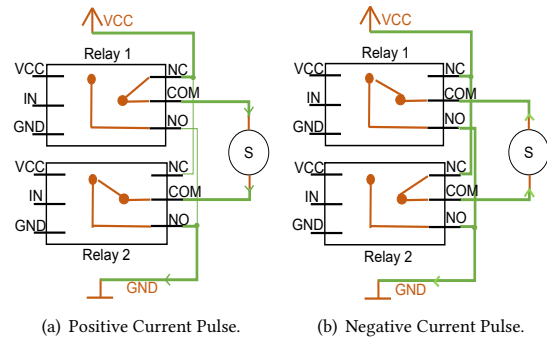 VCC
Relay 1
VCC
NC
IN
COM
GND
NO
S
VCC
NC
IN
COM
GND
NO
Relay 2
GND
(a) Positive Current Pulse.
VCC
Relay 1
VCC
NC
IN
COM
GND
NO
S
VCC
NC
IN
COM
GND
NO
Relay 2
GND
(b) Negative Current Pulse.